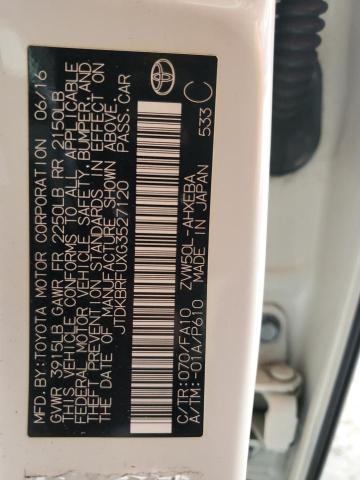 MFD. BY: TOYOTA MOTOR CORPORATION 06/16
GVWR 3915LB GAWR FR 2250LB RR 2150LB
THIS VEHICLE CONFORMS TO ALL APPLICABLE
FEDERAL MOTOR VEHICLE SAFETY, BUMPER, AND
THEFT PREVENTION STANDARDS IN EFFECT ON
THE DATE OF MANUFACTURE SHOWN ABOVE.
JTDKBRFUXG3527120 PASS. CAR
C/TR: 070/FA10 ZVW50L-AHXEBA
A/TM: -01A/P610 MADE IN JAPAN 533 C
TOYOTA